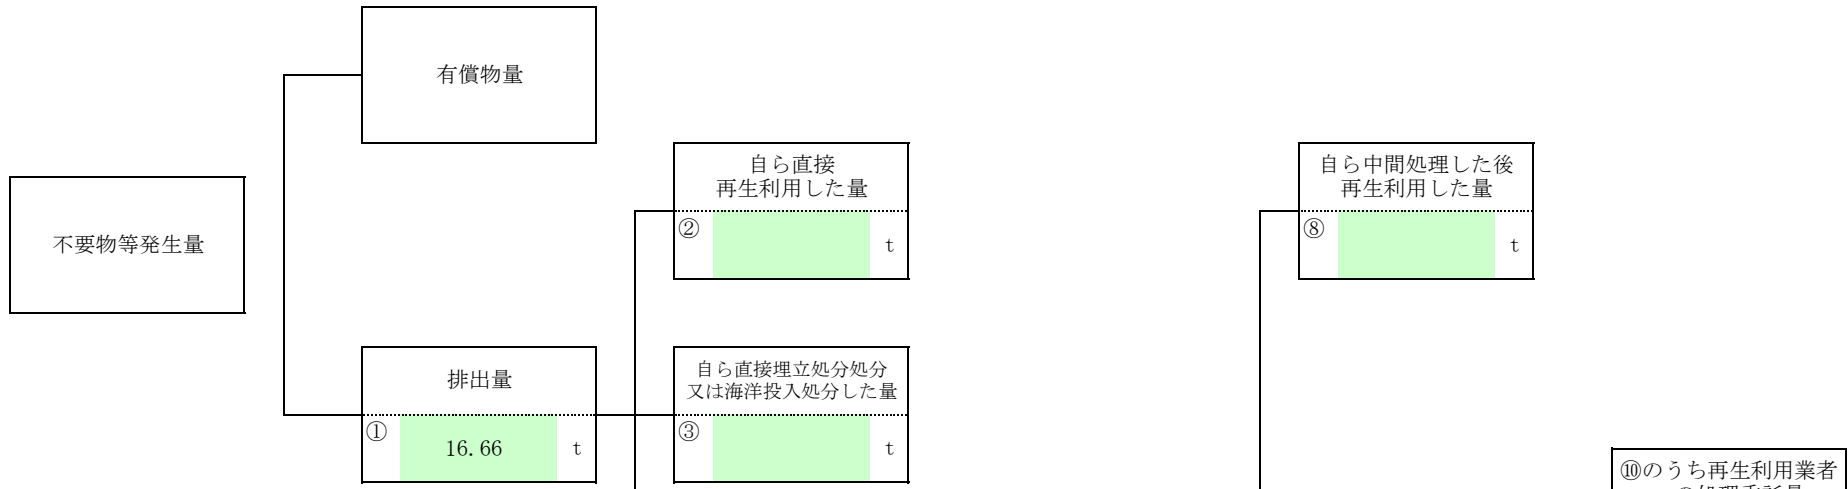 有償物量
自ら直接
再生利用した量
②
t
自ら中間処理した後
再生利用した量
⑧
t
不要物等発生量
排出量
①
16.66
t
自ら直接埋立処分処分
又は海洋投入処分した量
③
t
⑩のうち再生利用業者